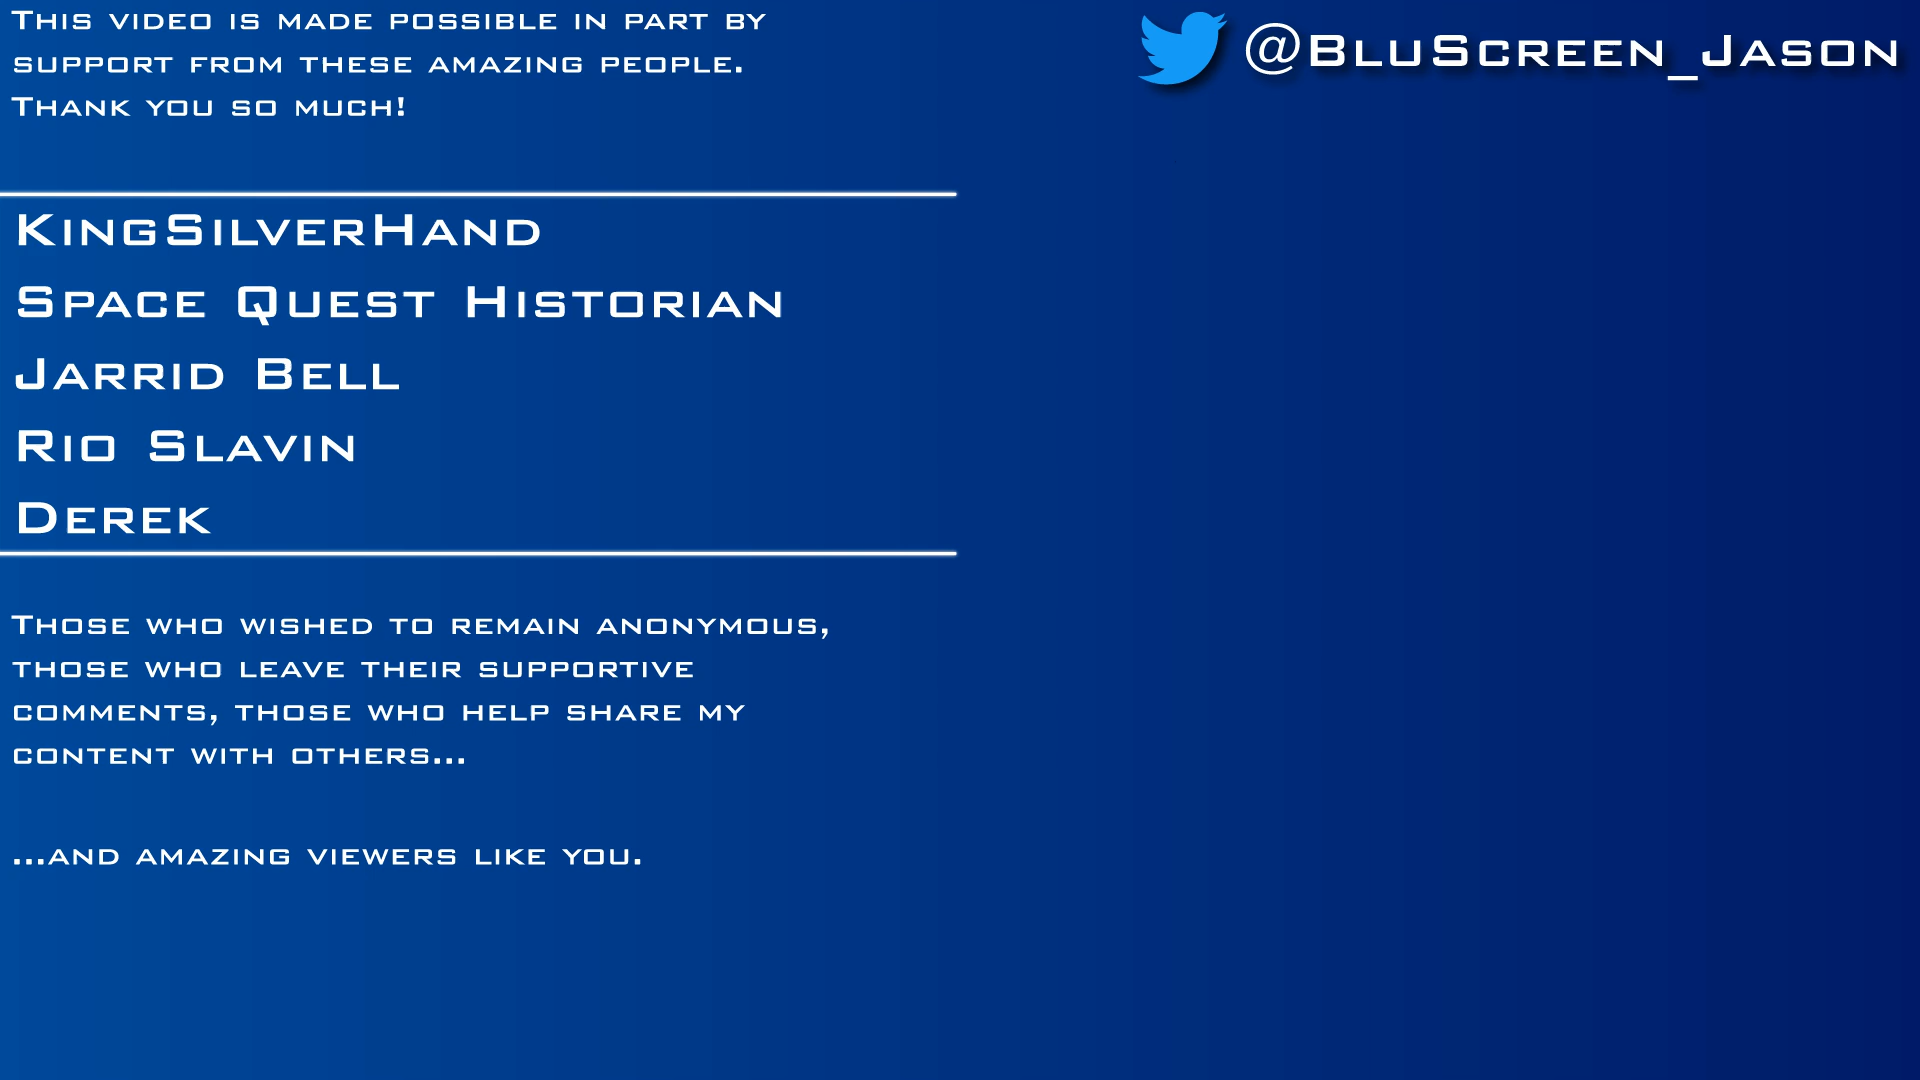 This video is made possible in part by
support from these amazing people.
Thank you so much!
@BluScreen_Jason
KingSilverHand
Space Quest Historian
Jarrid Bell
Rio Slavin
Derek
Those who wished to remain anonymous,
those who leave their supportive
comments, those who help share my
content with others...
...and amazing viewers like you.